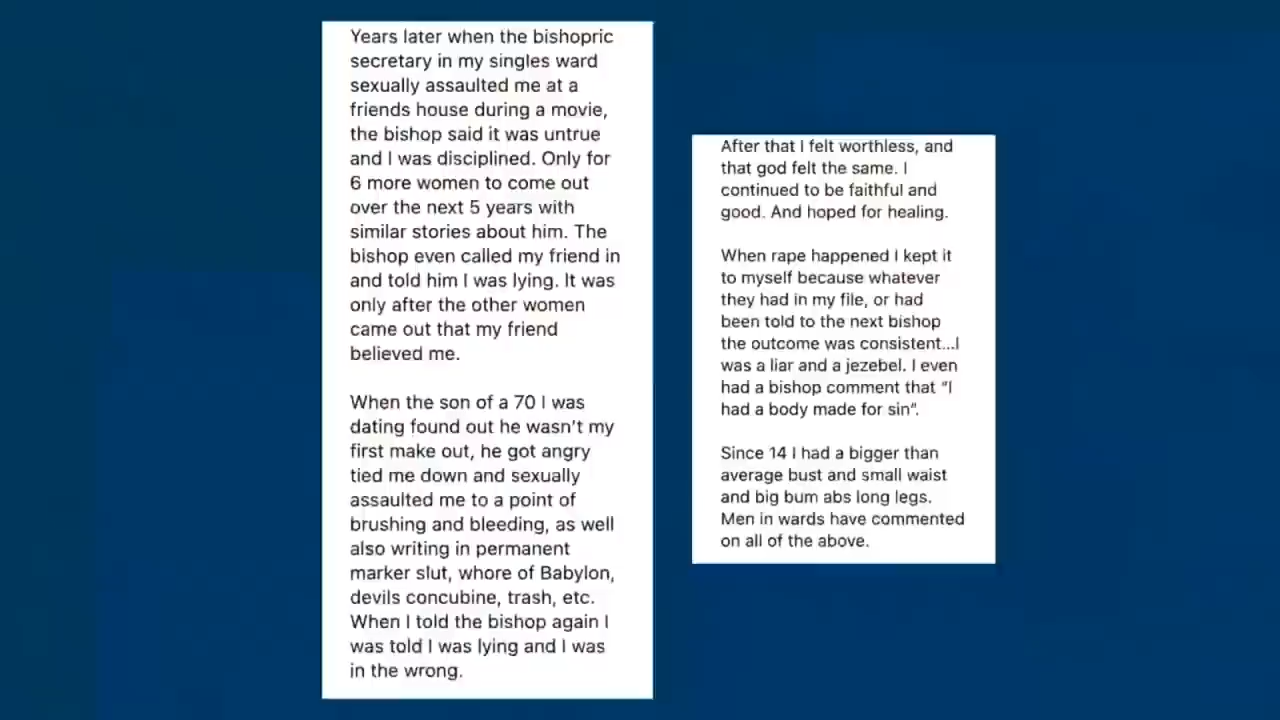 Years later when the bishopric
secretary in my singles ward
sexually assaulted me at a
friends house during a movie,
the bishop said it was untrue
and I was disciplined. Only for
6 more women to come out
over the next 5 years with
similar stories about him. The
bishop even called my friend in
and told him I was lying. It was
only after the other women
came out that my friend
believed me.
When the son of a 70 I was
dating found out he wasn't my
first make out, he got angry
tied me down and sexually
assaulted me to a point of
brushing and bleeding, as well
also writing in permanent
marker slut, whore of Babylon,
devils concubine, trash, etc.
When I told the bishop again I
was told I was lying and I was
in the wrong.
After that I felt worthless, and
that god felt the same. I
continued to be faithful and
good. And hoped for healing.
When rape happened I kept it
to myself because whatever
they had in my file, or had
been told to the next bishop
the outcome was consistent...I
was a liar and a jezebel. I even
had a bishop comment that "I
had a body made for sin".
Since 14 I had a bigger than
average bust and small waist
and big bum abs long legs.
Men in wards have commented
on all of the above.